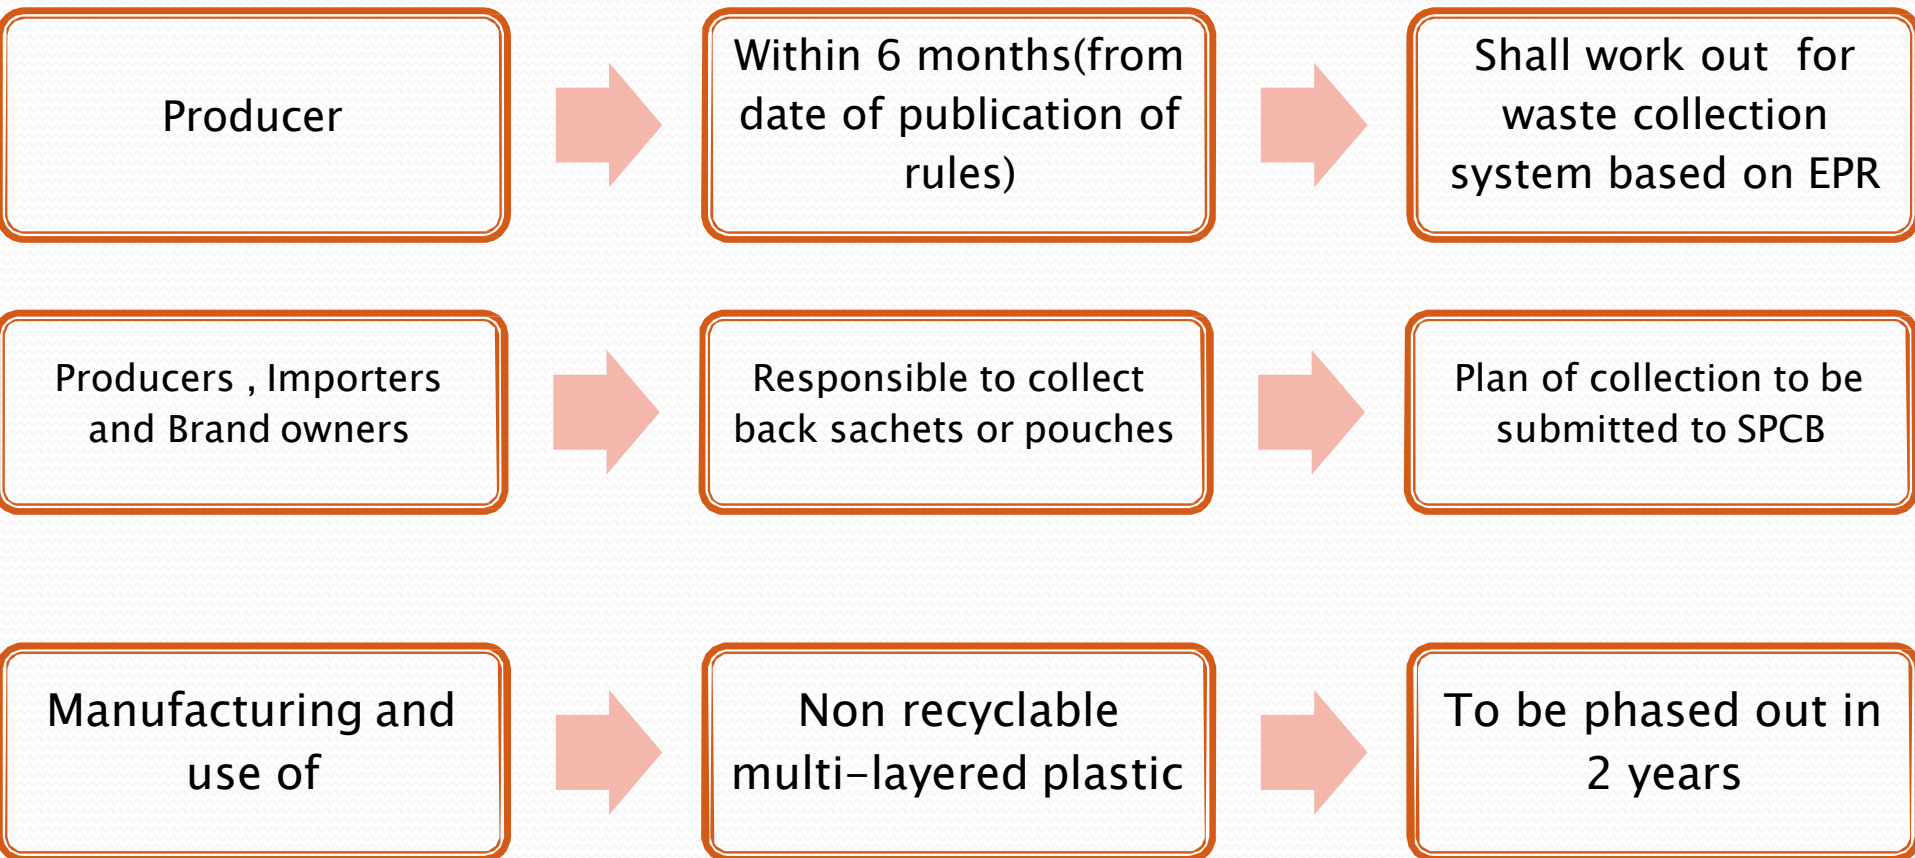 Producer
Within 6 months(from
date of publication of
rules)
Shall work out for
waste collection
system based on EPR
Producers , Importers
and Brand owners
Responsible to collect
back sachets or pouches
Plan of collection to be
submitted to SPCB
Manufacturing and
use of
Non recyclable
multi-layered plastic
To be phased out in
2 years